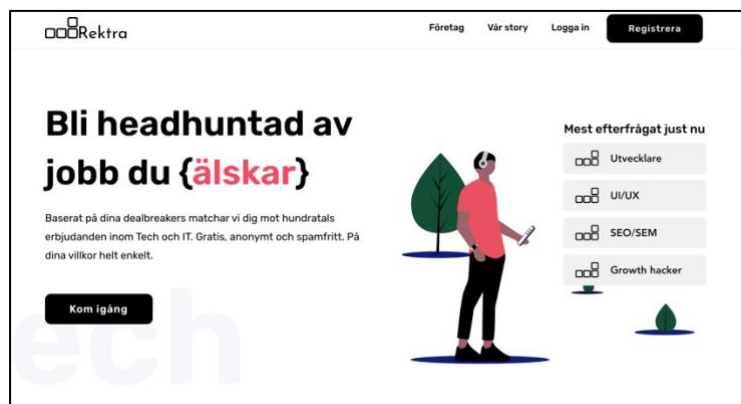 Rektra
Företag
Vår story
Logga in
Registrera
Bli headhuntad av
jobb du {älskar}
Baserat på dina dealbreakers matchar vi dig mot hundratals
erbjudanden inom Tech och IT. Gratis, anonymt och spamfritt. På
dina villkor helt enkelt.
Kom igång
ech
Mest efterfrågat just nu
Utvecklare
UI/UX
SEO/SEM
Growth hacker